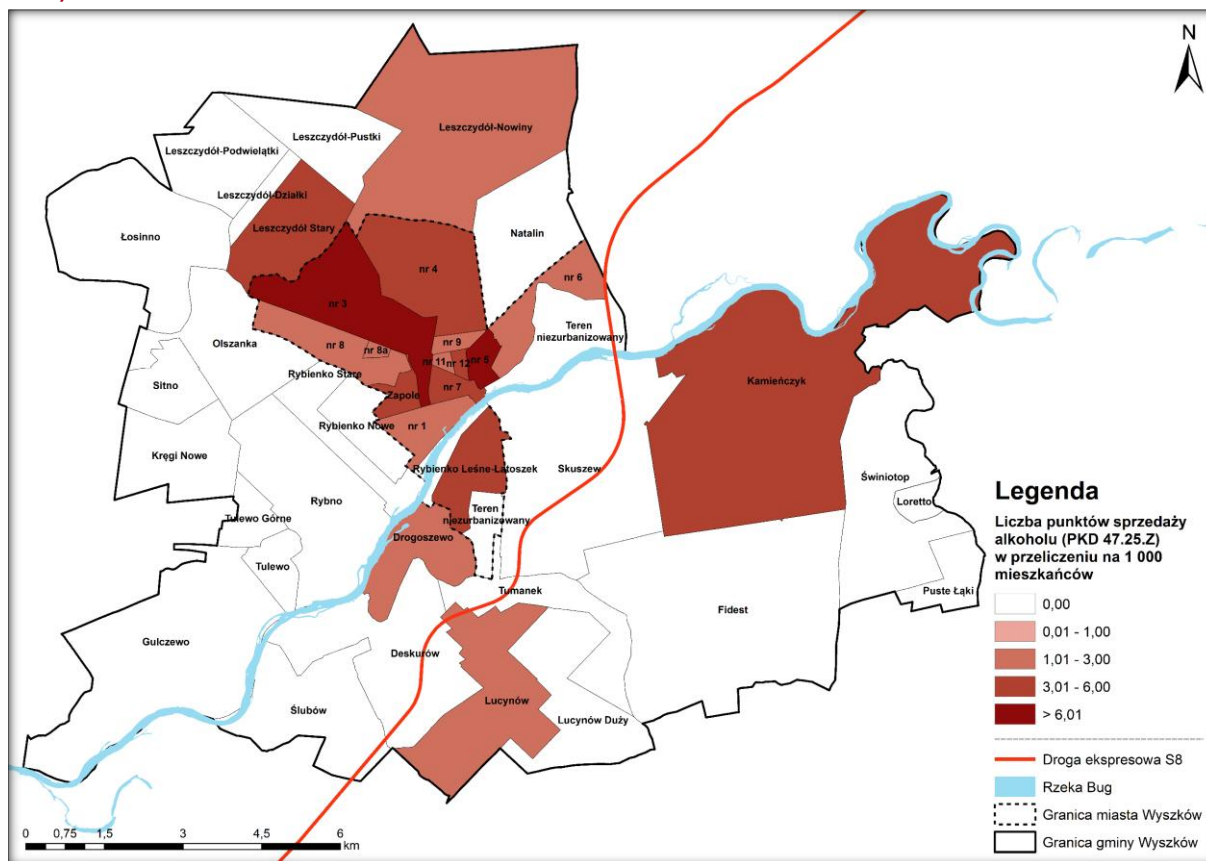 N
Leszczydół-Nowiny
Leszczydół-Pustki
Leszczydół-Podwielątki
Leszczydół-Działki
Leszczydół Stary
Łosinno
Natalin
nr 4
nr 6
nr 3
Teren
niezurbanizowany
nr 9
nr 8
nr 8a
nr 11
nr 12
nr 5
Olszanka
Rybienko Stare
Sitno
Zapole
nr 7
Kamieńczyk
Rybienko Nowe
nr 1
Kręgi Nowe
Rybienko Leśne-Latoszek
Skuszew
Świniotop
Loretto
Rybno
Teren
niezurbanizowany
Tulewo Górne
Drogoszewo
Tulewo
Tumanek
Puste Łąki
Fidest
Gulczewo
Deskurów
Lucynów
Ślubów
Lucynów Duży
Legenda
Liczba punktów sprzedaży
alkoholu (PKD 47.25.Z)
w przeliczeniu na 1 000
mieszkańców
0,00
0,01 - 1,00
1,01 - 3,00
3,01 - 6,00
> 6,01
Droga ekspresowa S8
Rzeka Bug
Granica miasta Wyszków
Granica gminy Wyszków
0 0,75 1,5 3 4,5 6
km